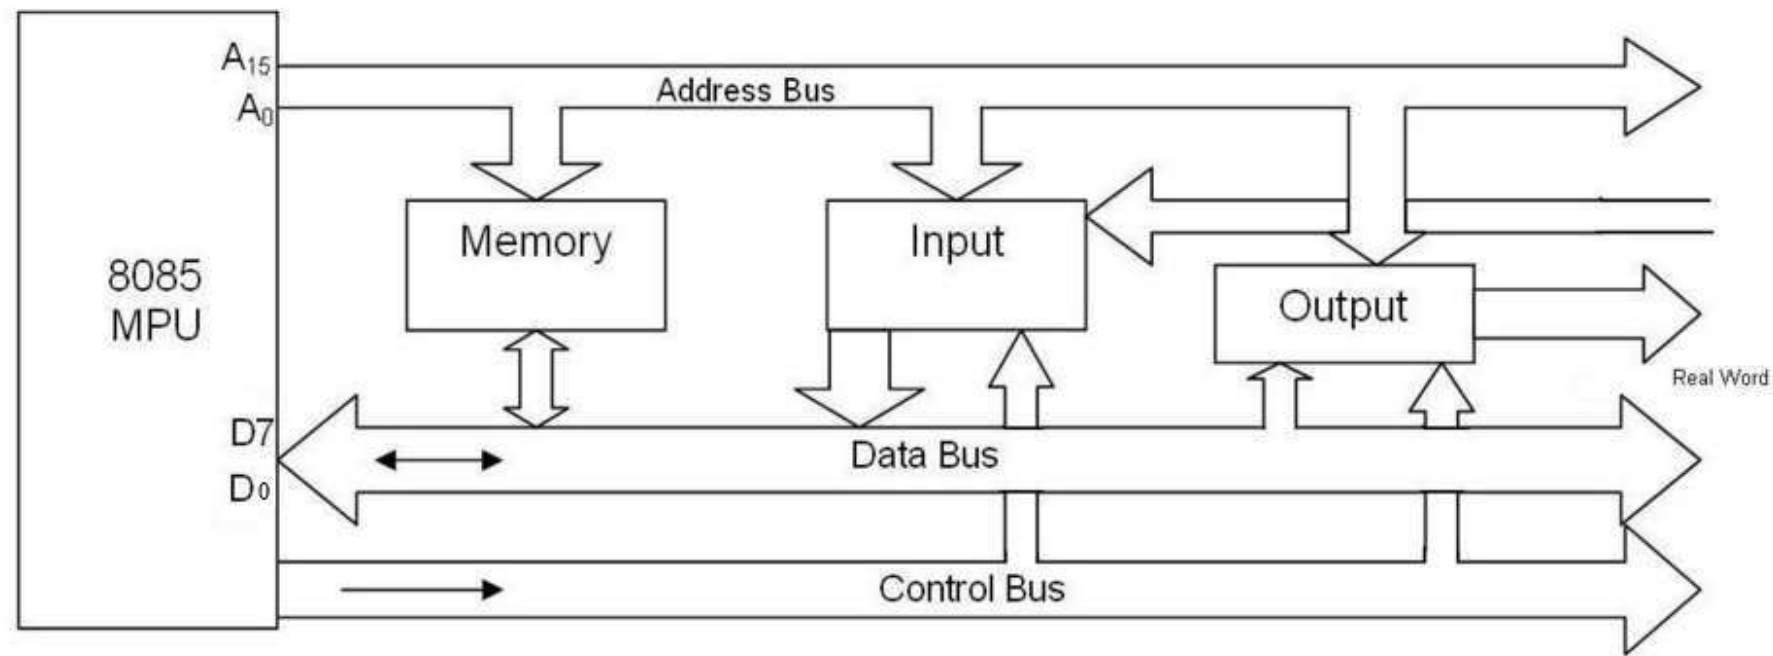 A15
Address Bus
A0
Memory
Input
8085
MPU
Output
Real Word
D7
Data Bus
D0
Control Bus